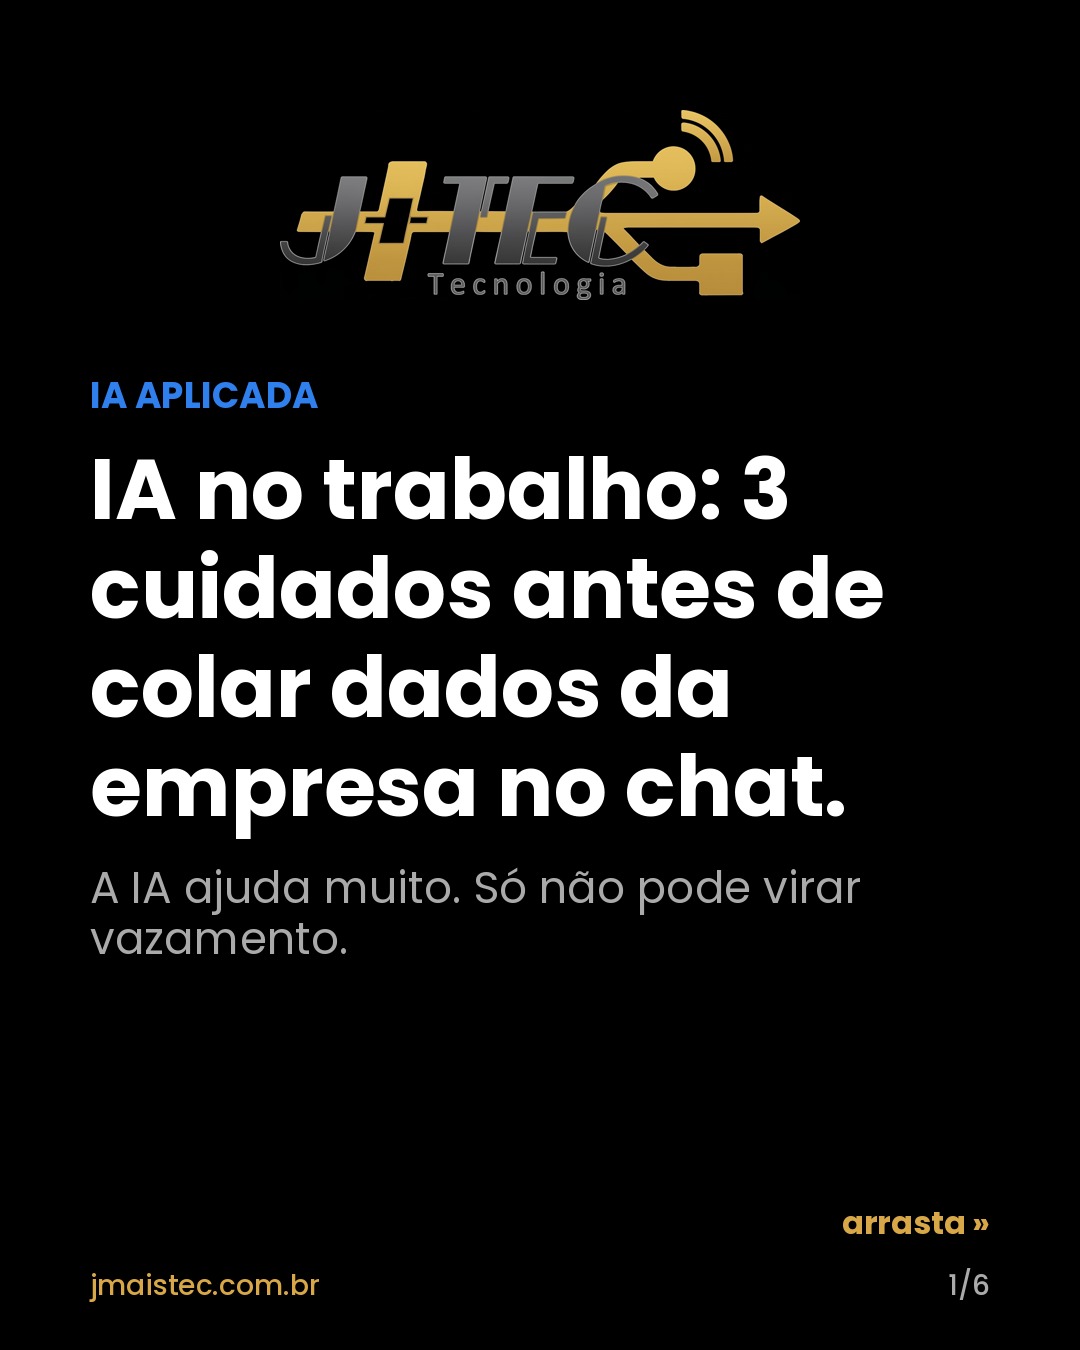 J+TEC
Tecnologia
IA APLICADA
IA no trabalho: 3
cuidados antes de
colar dados da
empresa no chat.
A IA ajuda muito. Só não pode virar
vazamento.
arrasta »
jmaistec.com.br
1/6